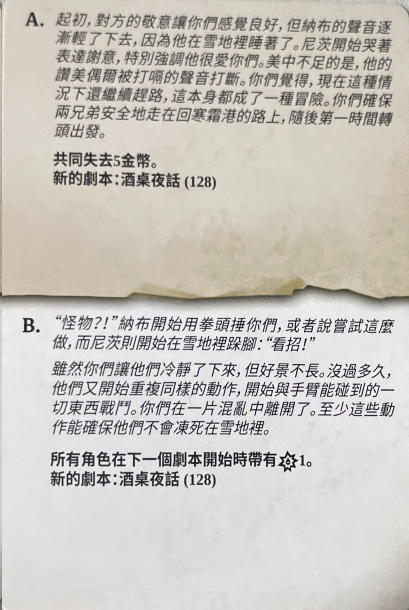 A. 起初，對方的敬意讓你們感覺良好，但納布的聲音逐
漸輕了下去，因為他在雪地裡睡著了。尼茨開始哭著
表達謝意，特別強調他很愛你們。美中不足的是，他的
讚美偶爾被打嗝的聲音打斷。你們覺得，現在這種情
況下還繼續趕路，這本身都成了一種冒險。你們確保
兩兄弟安全地走在回寒霜港的路上，隨後第一時間轉
頭出發。
共同失去5金幣。
新的劇本：酒桌夜話 (128)
B. “怪物？！”納布開始用拳頭捶你們，或者說嘗試這麼
做，而尼茨則開始在雪地裡跺腳：“看招！”
雖然你們讓他們冷靜了下來，但好景不長。沒過多久，
他們又開始重複同樣的動作，開始與手臂能碰到的一
切東西戰鬥。你們在一片混亂中離開了。至少這些動
作能確保他們不會凍死在雪地裡。
所有角色在下一個劇本開始時帶有1。
新的劇本：酒桌夜話 (128)